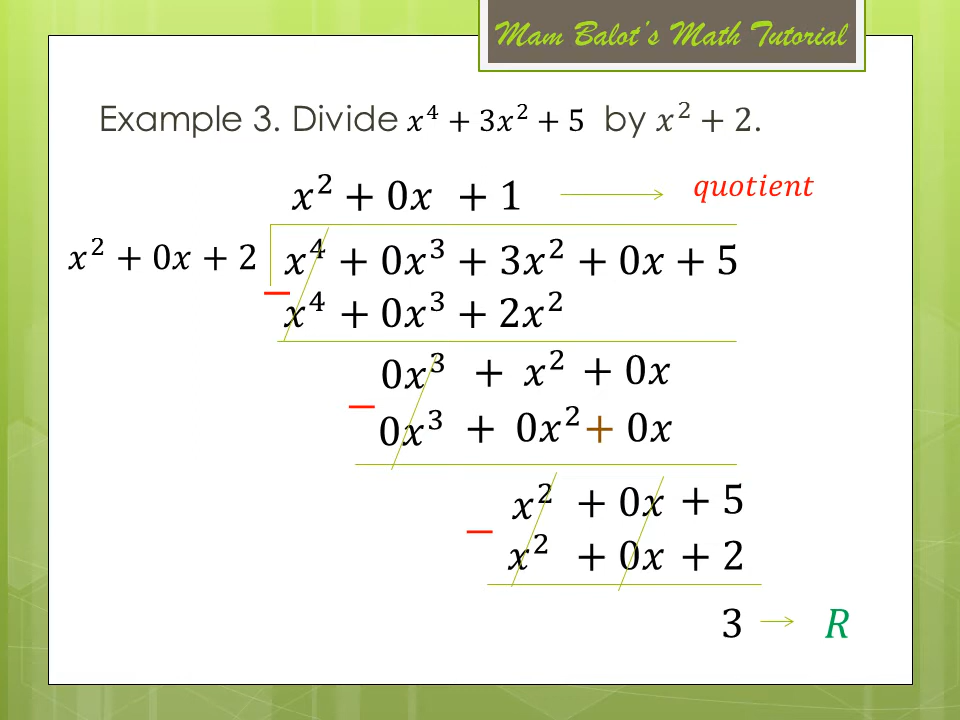 Mam Balot's Math Tutorial
Example 3. Divide x⁴ + 3x² + 5 by x² + 2.
x² + 0x + 1 → quotient
x² + 0x + 2 x⁴ + 0x³ + 3x² + 0x + 5
− x⁴ + 0x³ + 2x²
0x³ + x² + 0x
− 0x³ + 0x² + 0x
x² + 0x + 5
− x² + 0x + 2
3 → R